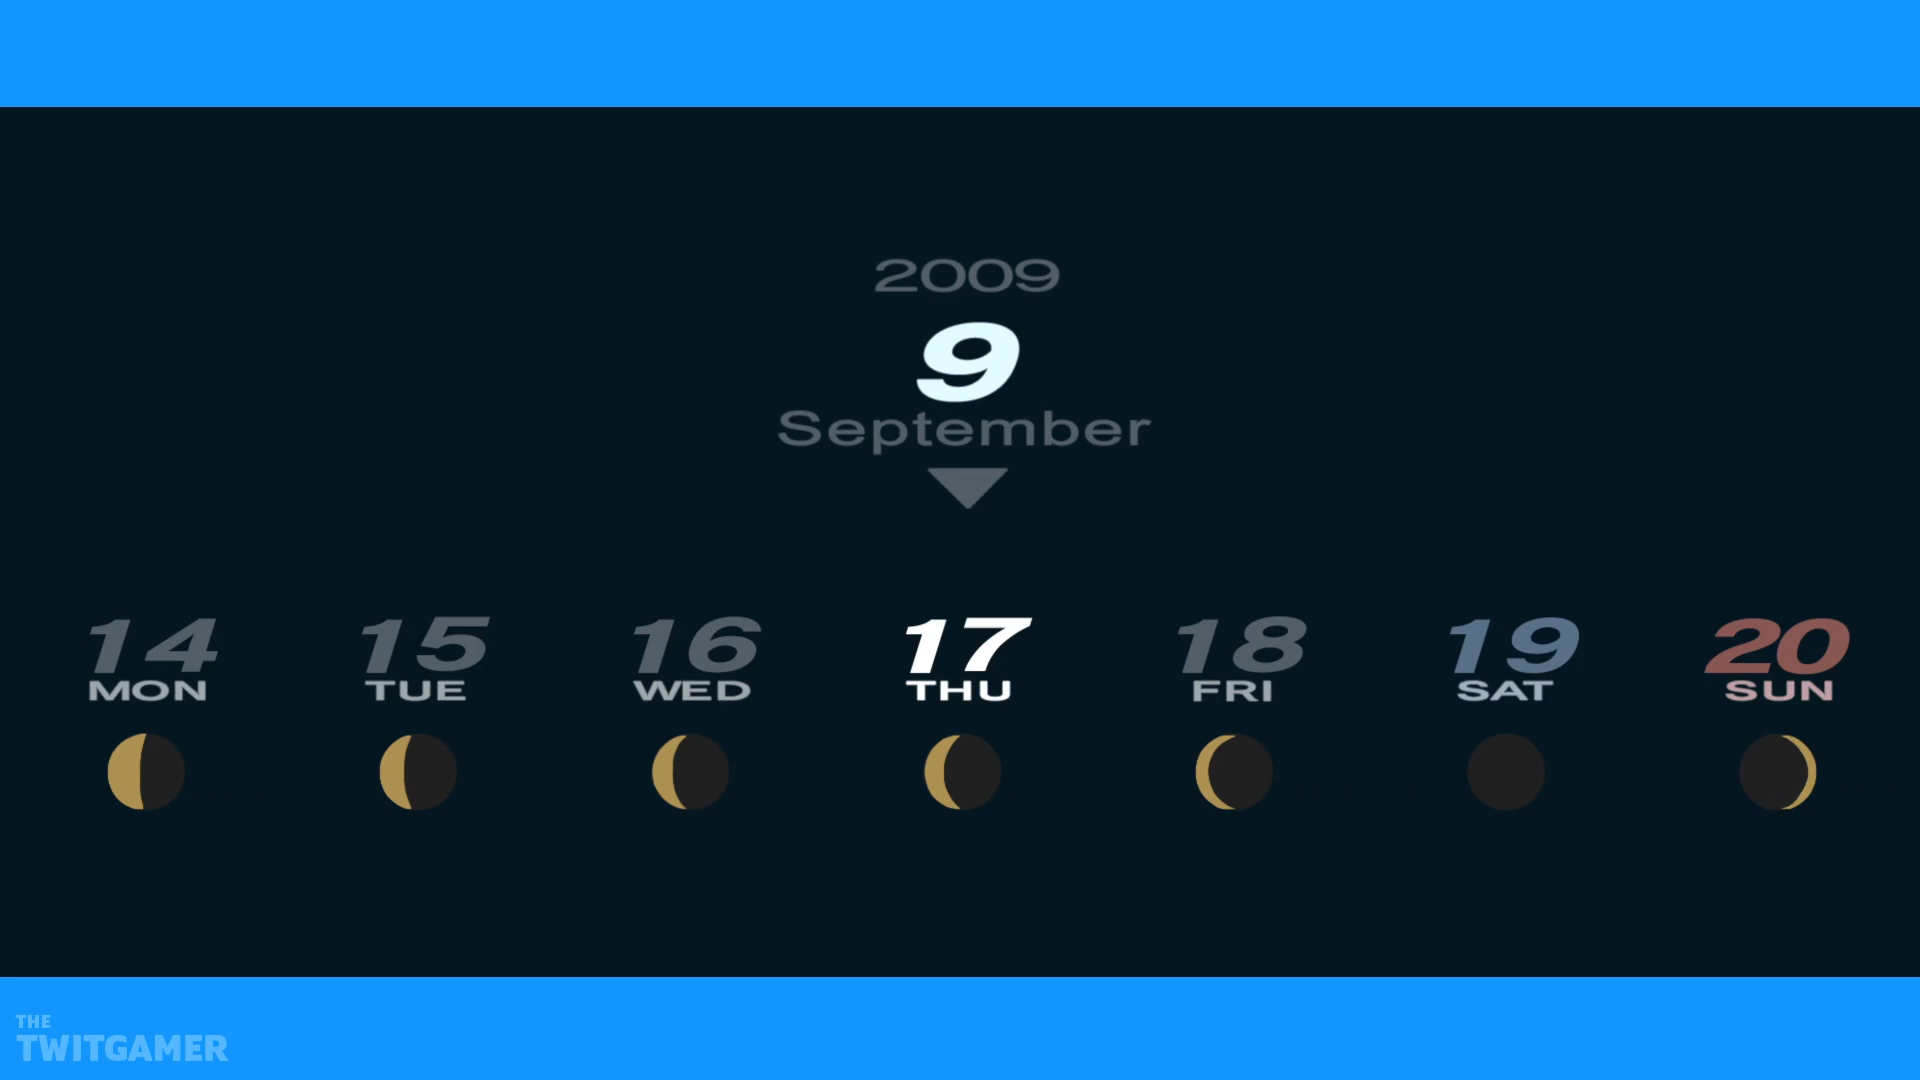 2009
9
September
14 15 16 17 18 19 20
MON TUE WED THU FRI SAT SUN
THE
TWITGAMER